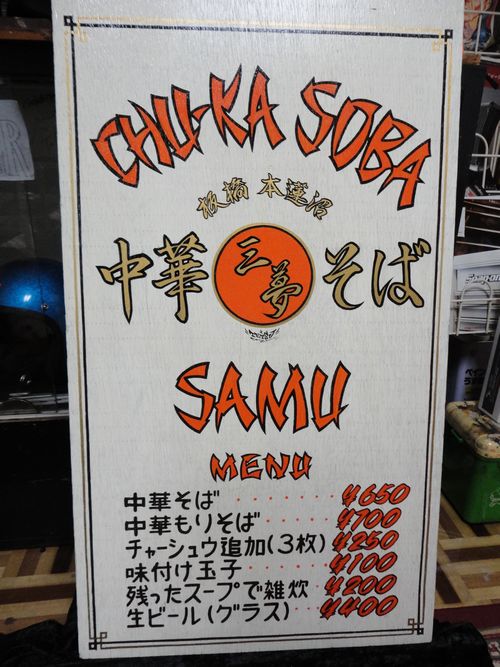 CHU-KA SOBA
板橋 本蓮沼
中華 三夢 そば
SAMU
MENU
中華そば ¥650
中華もりそば ¥700
チャーシュウ追加(3枚) ¥250
味付け玉子 ¥100
残ったスープで雑炊 ¥200
生ビール(グラス) ¥400